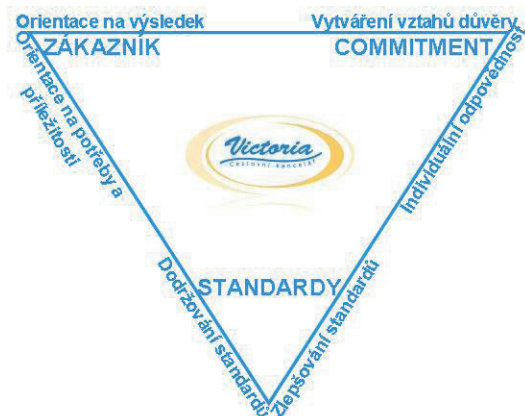 Orientace na výsledek
Vytváření vztahů důvěry
ZÁKAZNÍK
COMMITMENT
Orientace na potřeby a
příležitosti
Individuální odpovědnost
Victoria
Cestovní kancelář
STANDARDY
Dodržování standardů
Zlepšování standardů